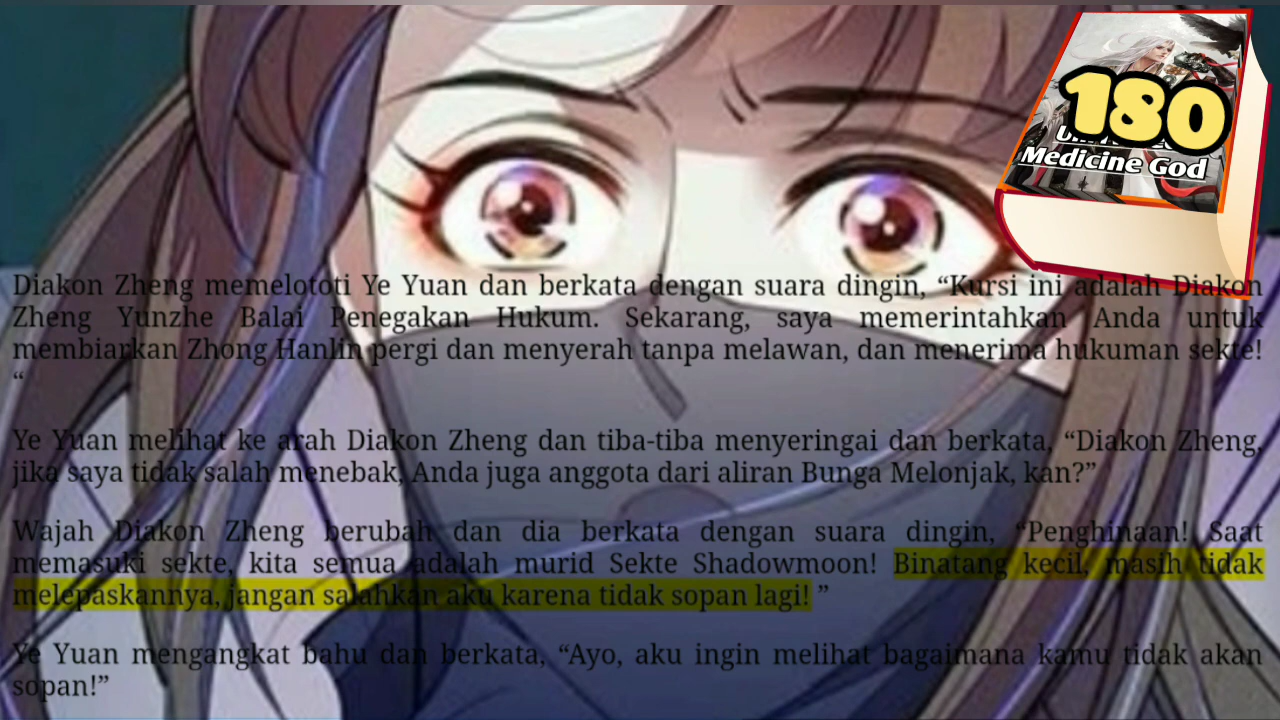 180
Medicine God
Diakon Zheng memelototi Ye Yuan dan berkata dengan suara dingin, “Kursi ini adalah Diakon
Zheng Yunzhe Balai Penegakan Hukum. Sekarang, saya memerintahkan Anda untuk
membiarkan Zhong Hanlin pergi dan menyerah tanpa melawan, dan menerima hukuman sekte!
“
Ye Yuan melihat ke arah Diakon Zheng dan tiba-tiba menyeringai dan berkata, “Diakon Zheng,
jika saya tidak salah menebak, Anda juga anggota dari aliran Bunga Melonjak, kan?”
Wajah Diakon Zheng berubah dan dia berkata dengan suara dingin, “Penghinaan! Saat
memasuki sekte, kita semua adalah murid Sekte Shadowmoon! Binatang kecil, masih tidak
melepaskannya, jangan salahkan aku karena tidak sopan lagi! ”
Ye Yuan mengangkat bahu dan berkata, “Ayo, aku ingin melihat bagaimana kamu tidak akan
sopan!”